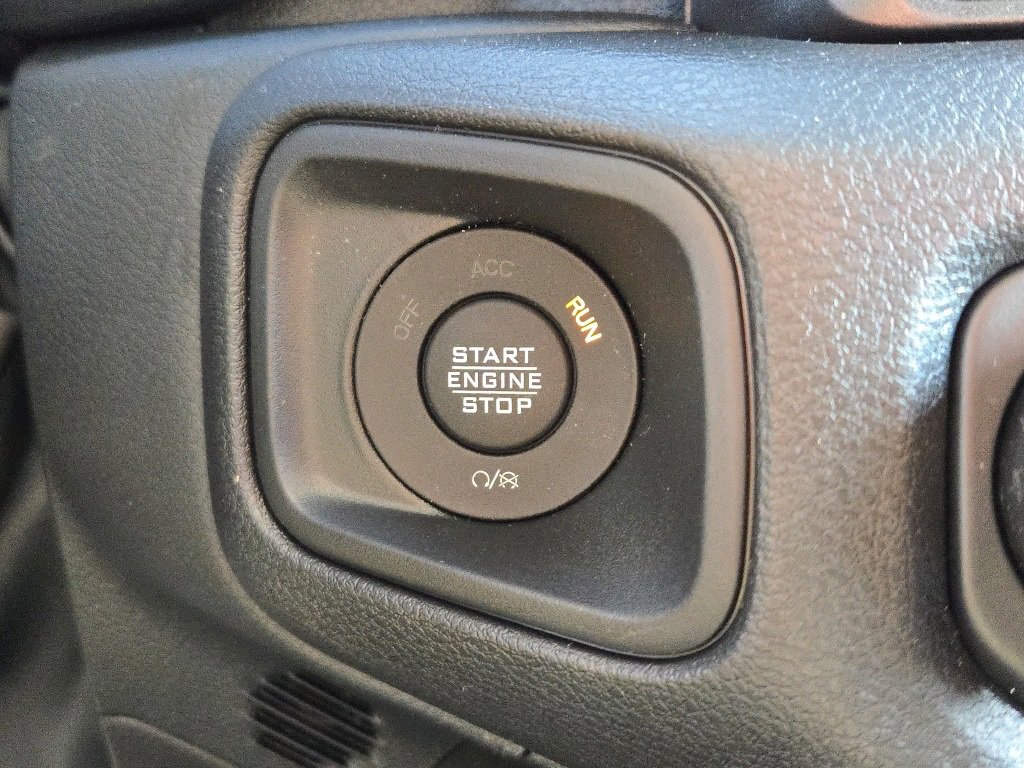 OFF
ACC
RUN
START
ENGINE
STOP